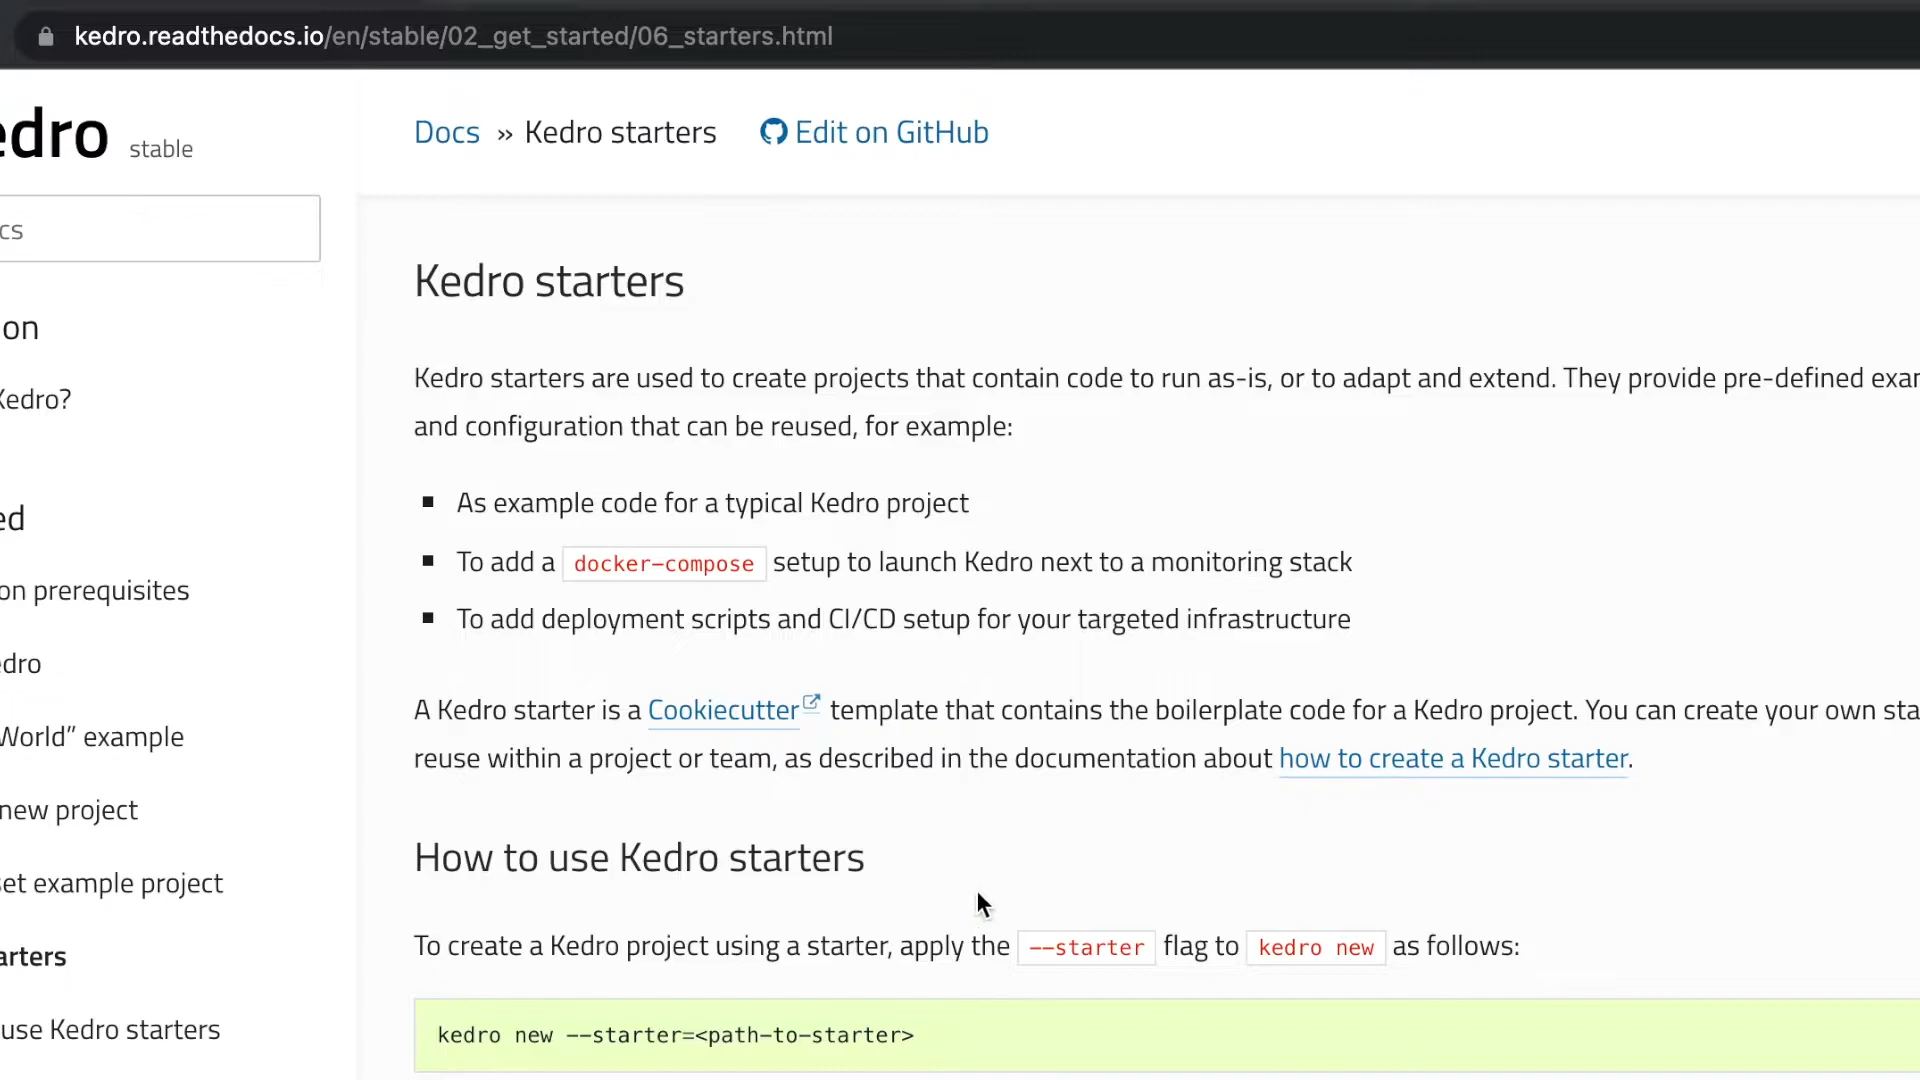 kedro.readthedocs.io/en/stable/02_get_started/06_starters.html
edro stable
Docs » Kedro starters Edit on GitHub
cs
on
Kedro?
ed
on prerequisites
edro
World” example
new project
set example project
arters
use Kedro starters
Kedro starters
Kedro starters are used to create projects that contain code to run as-is, or to adapt and extend. They provide pre-defined exam
and configuration that can be reused, for example:
As example code for a typical Kedro project
To add a docker-compose setup to launch Kedro next to a monitoring stack
To add deployment scripts and CI/CD setup for your targeted infrastructure
A Kedro starter is a Cookiecutter template that contains the boilerplate code for a Kedro project. You can create your own sta
reuse within a project or team, as described in the documentation about how to create a Kedro starter.
How to use Kedro starters
To create a Kedro project using a starter, apply the --starter flag to kedro new as follows:
kedro new --starter=<path-to-starter>